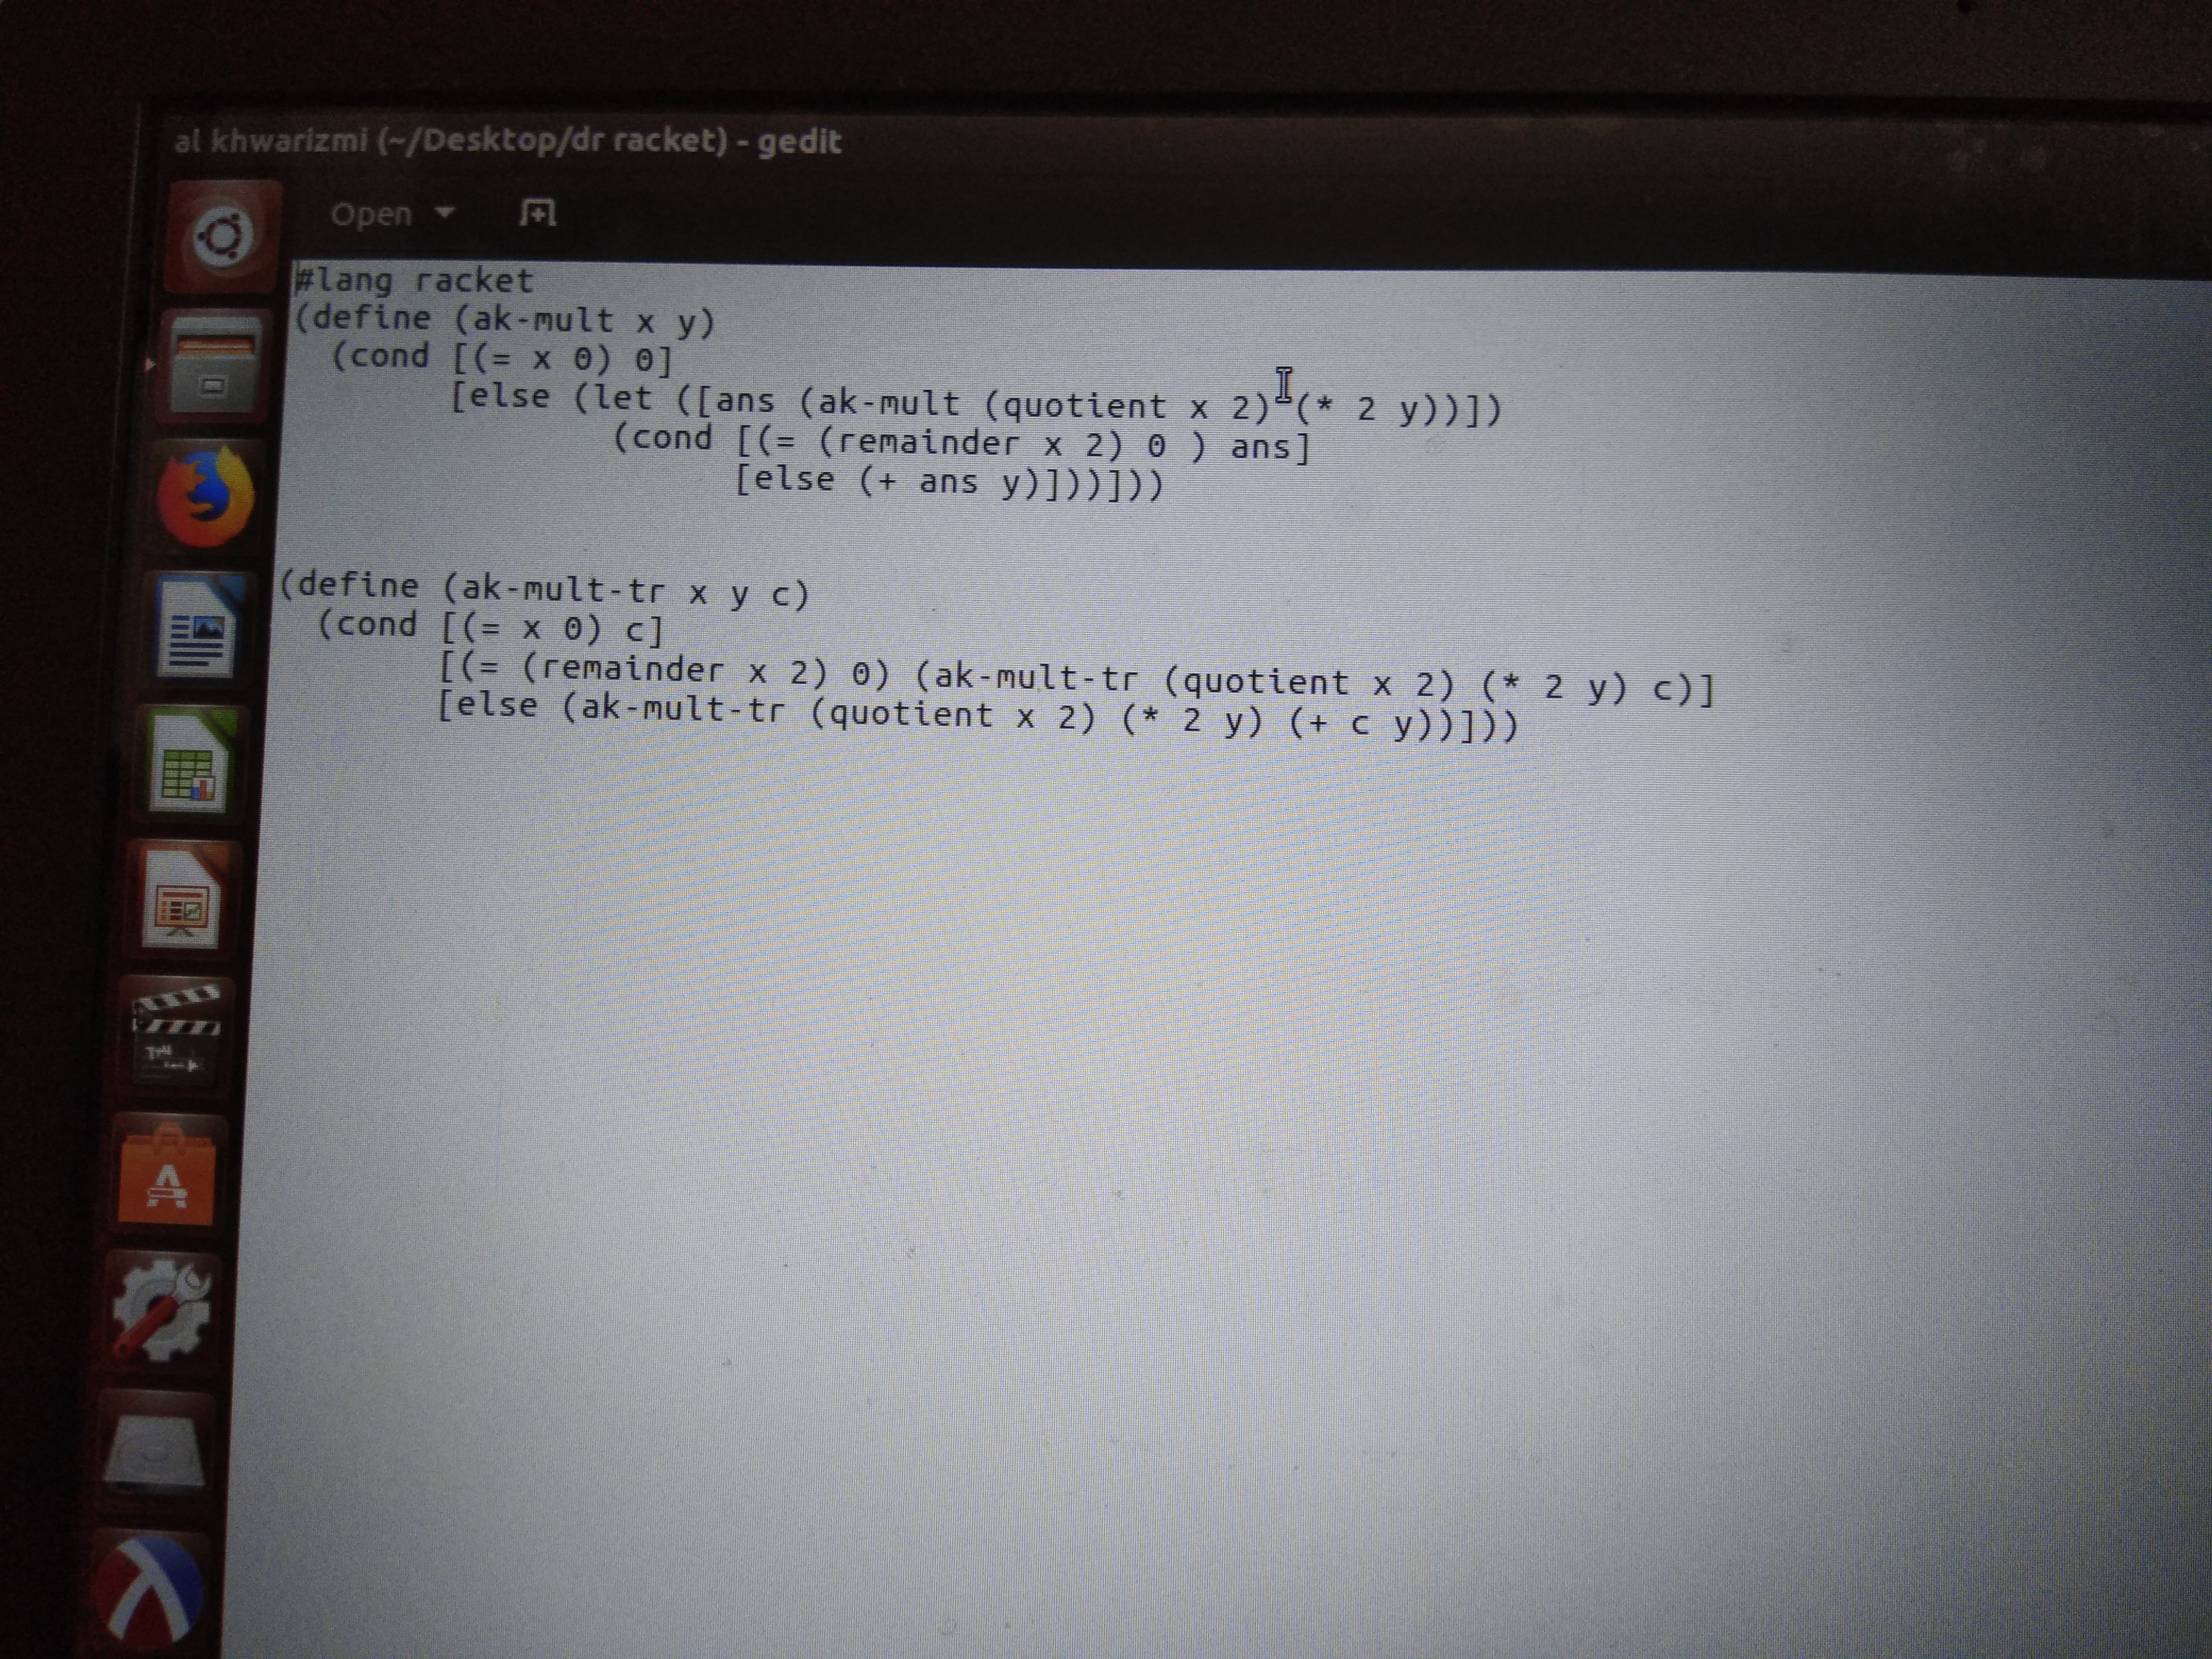 al khwarizmi (~/Desktop/dr racket) - gedit
Open
#lang racket
(define (ak-mult x y)
  (cond [(= x 0) 0]
        [else (let ([ans (ak-mult (quotient x 2) (* 2 y))])
                (cond [(= (remainder x 2) 0 ) ans]
                      [else (+ ans y)]))]))
(define (ak-mult-tr x y c)
  (cond [(= x 0) c]
        [(= (remainder x 2) 0) (ak-mult-tr (quotient x 2) (* 2 y) c)]
        [else (ak-mult-tr (quotient x 2) (* 2 y) (+ c y))]))